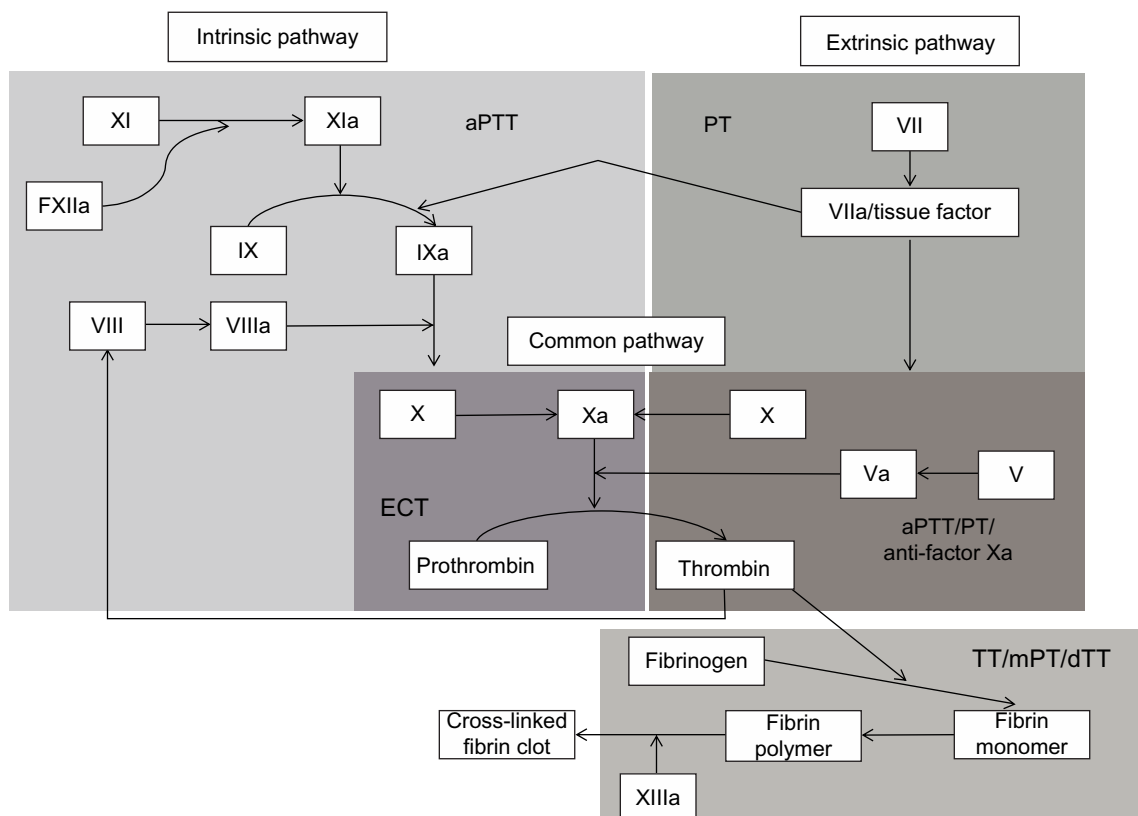 Intrinsic pathway
Extrinsic pathway
XI
XIa
aPTT
PT
VII
FXIIa
VIIa/tissue factor
IX
IXa
VIII
VIIIa
Common pathway
X
Xa
X
Va
V
ECT
aPTT/PT/
anti-factor Xa
Prothrombin
Thrombin
Fibrinogen
TT/mPT/dTT
Cross-linked
fibrin clot
Fibrin
polymer
Fibrin
monomer
XIIIa